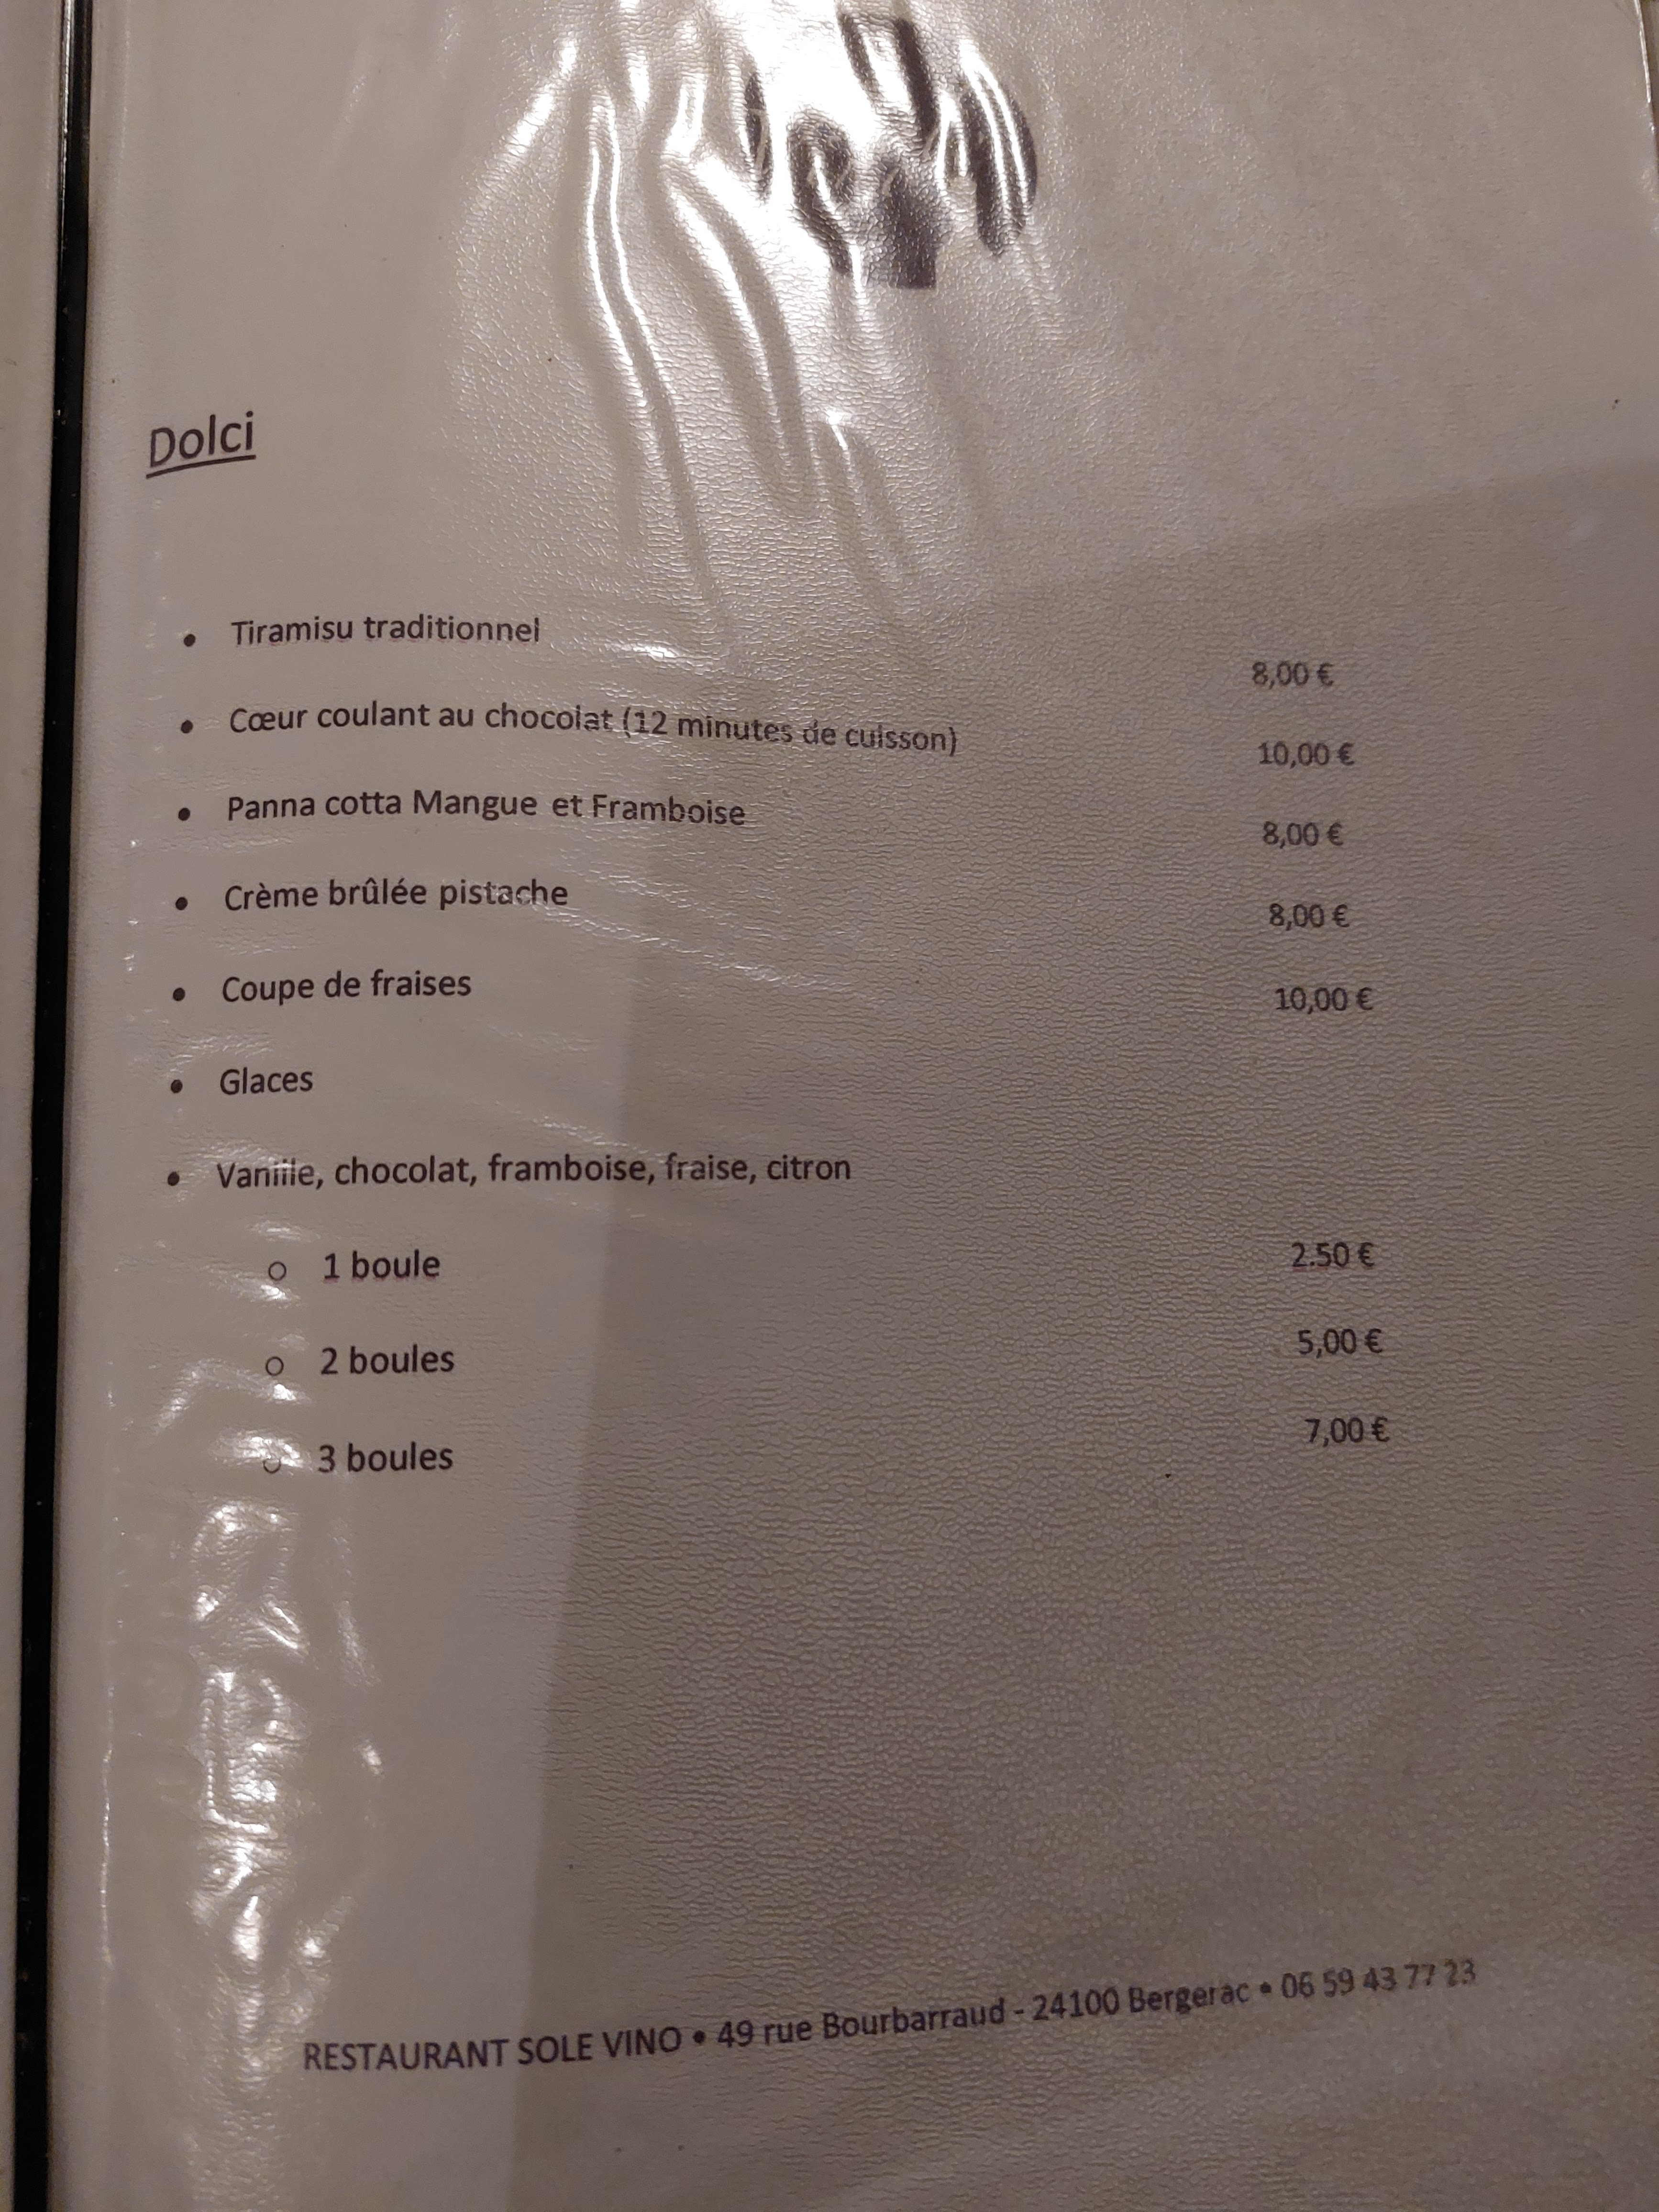 Dolci
• Tiramisu traditionnel 8,00 €
• Cœur coulant au chocolat (12 minutes de cuisson) 10,00 €
• Panna cotta Mangue et Framboise 8,00 €
• Crème brûlée pistache 8,00 €
• Coupe de fraises 10,00 €
• Glaces
• Vanille, chocolat, framboise, fraise, citron
o 1 boule 2.50 €
o 2 boules 5,00 €
o 3 boules 7,00 €
RESTAURANT SOLE VINO • 49 rue Bourbarraud - 24100 Bergerac • 06 59 43 77 23